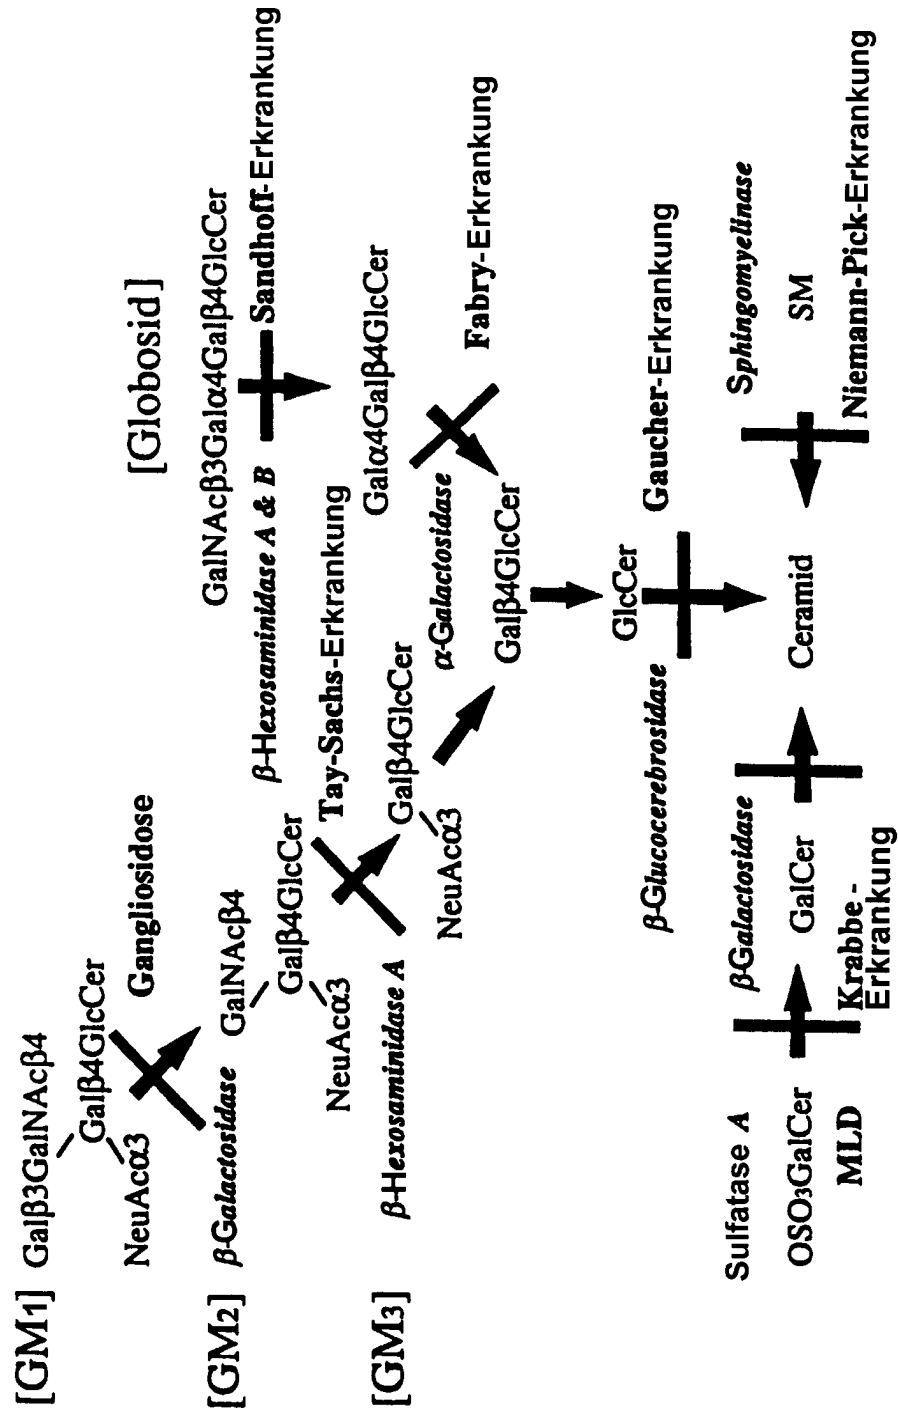 [Globosid]
[GM1] Galβ3GalNAcβ4
Galβ4GlcCer
NeuAcα3
Gangliosidose
GalNAcβ3Galα4Galβ4GlcCer
β-Galactosidase
β-Hexosaminidase A & B
Sandhoff-Erkrankung
[GM2]
GalNAcβ4
Galβ4GlcCer
NeuAcα3
Tay-Sachs-Erkrankung
Galα4Galβ4GlcCer
β-Hexosaminidase A
[GM3]
Galβ4GlcCer
NeuAcα3
α-Galactosidase
Fabry-Erkrankung
Galβ4GlcCer
GlcCer
β-Glucocerebrosidase
Gaucher-Erkrankung
Sulfatase A
β-Galactosidase
Sphingomyelinase
OSO3GalCer
GalCer
Ceramid
SM
MLD
Krabbe-
Erkrankung
Niemann-Pick-Erkrankung